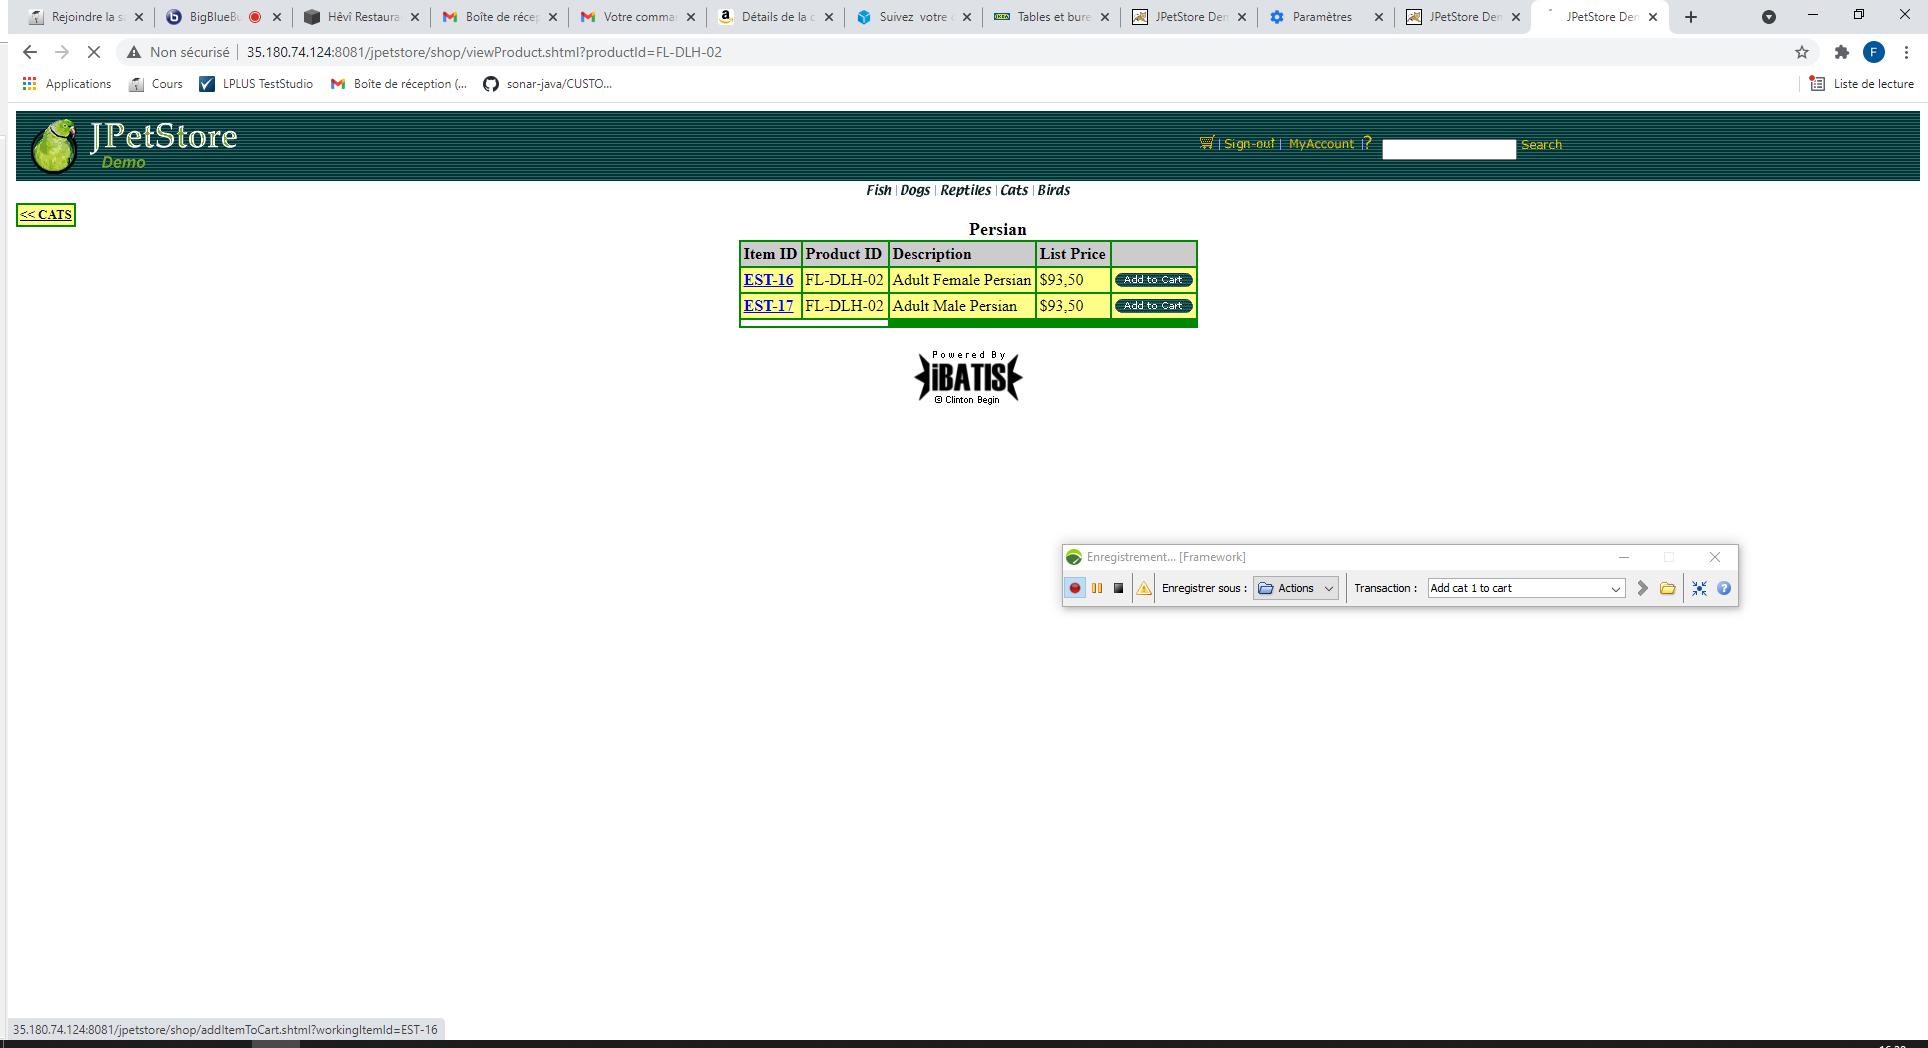 Rejoindre la s
BigBlueBu
Hêvî Restaura
Boîte de récep
Votre comma
Détails de la c
Suivez votre c
Tables et bure
JPetStore Den
Paramètres
JPetStore Den
JPetStore Den
Non sécurisé
35.180.74.124:8081/jpetstore/shop/viewProduct.shtml?productId=FL-DLH-02
F
Applications
Cours
LPLUS TestStudio
Boîte de réception (...
sonar-java/CUSTO...
Liste de lecture
JPetStore
Demo
| Sign-out | MyAccount | ?
Search
Fish | Dogs | Reptiles | Cats | Birds
<< CATS
Persian
Item ID Product ID Description List Price
EST-16 FL-DLH-02 Adult Female Persian $93,50 Add to Cart
EST-17 FL-DLH-02 Adult Male Persian $93,50 Add to Cart
Powered By
iBATIS
© Clinton Begin
Enregistrement... [Framework]
Enregistrer sous : Actions Transaction : Add cat 1 to cart
35.180.74.124:8081/jpetstore/shop/addItemToCart.shtml?workingItemId=EST-16